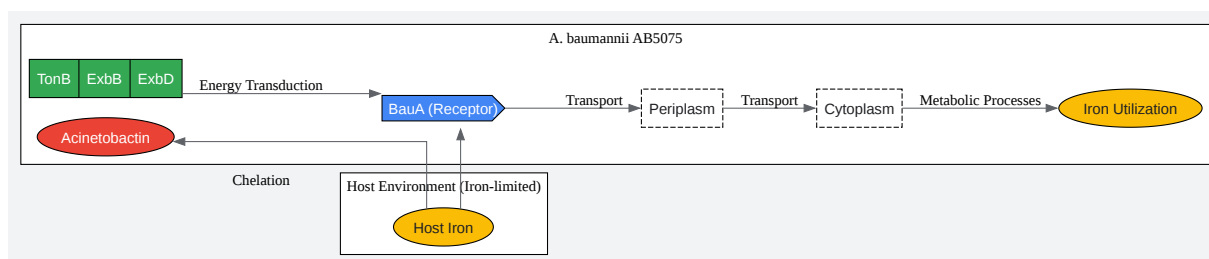 A. baumannii AB5075
TonB ExbB ExbD
Energy Transduction
BauA (Receptor)
Transport
Periplasm
Transport
Cytoplasm
Metabolic Processes
Iron Utilization
Acinetobactin
Chelation
Host Environment (Iron-limited)
Host Iron